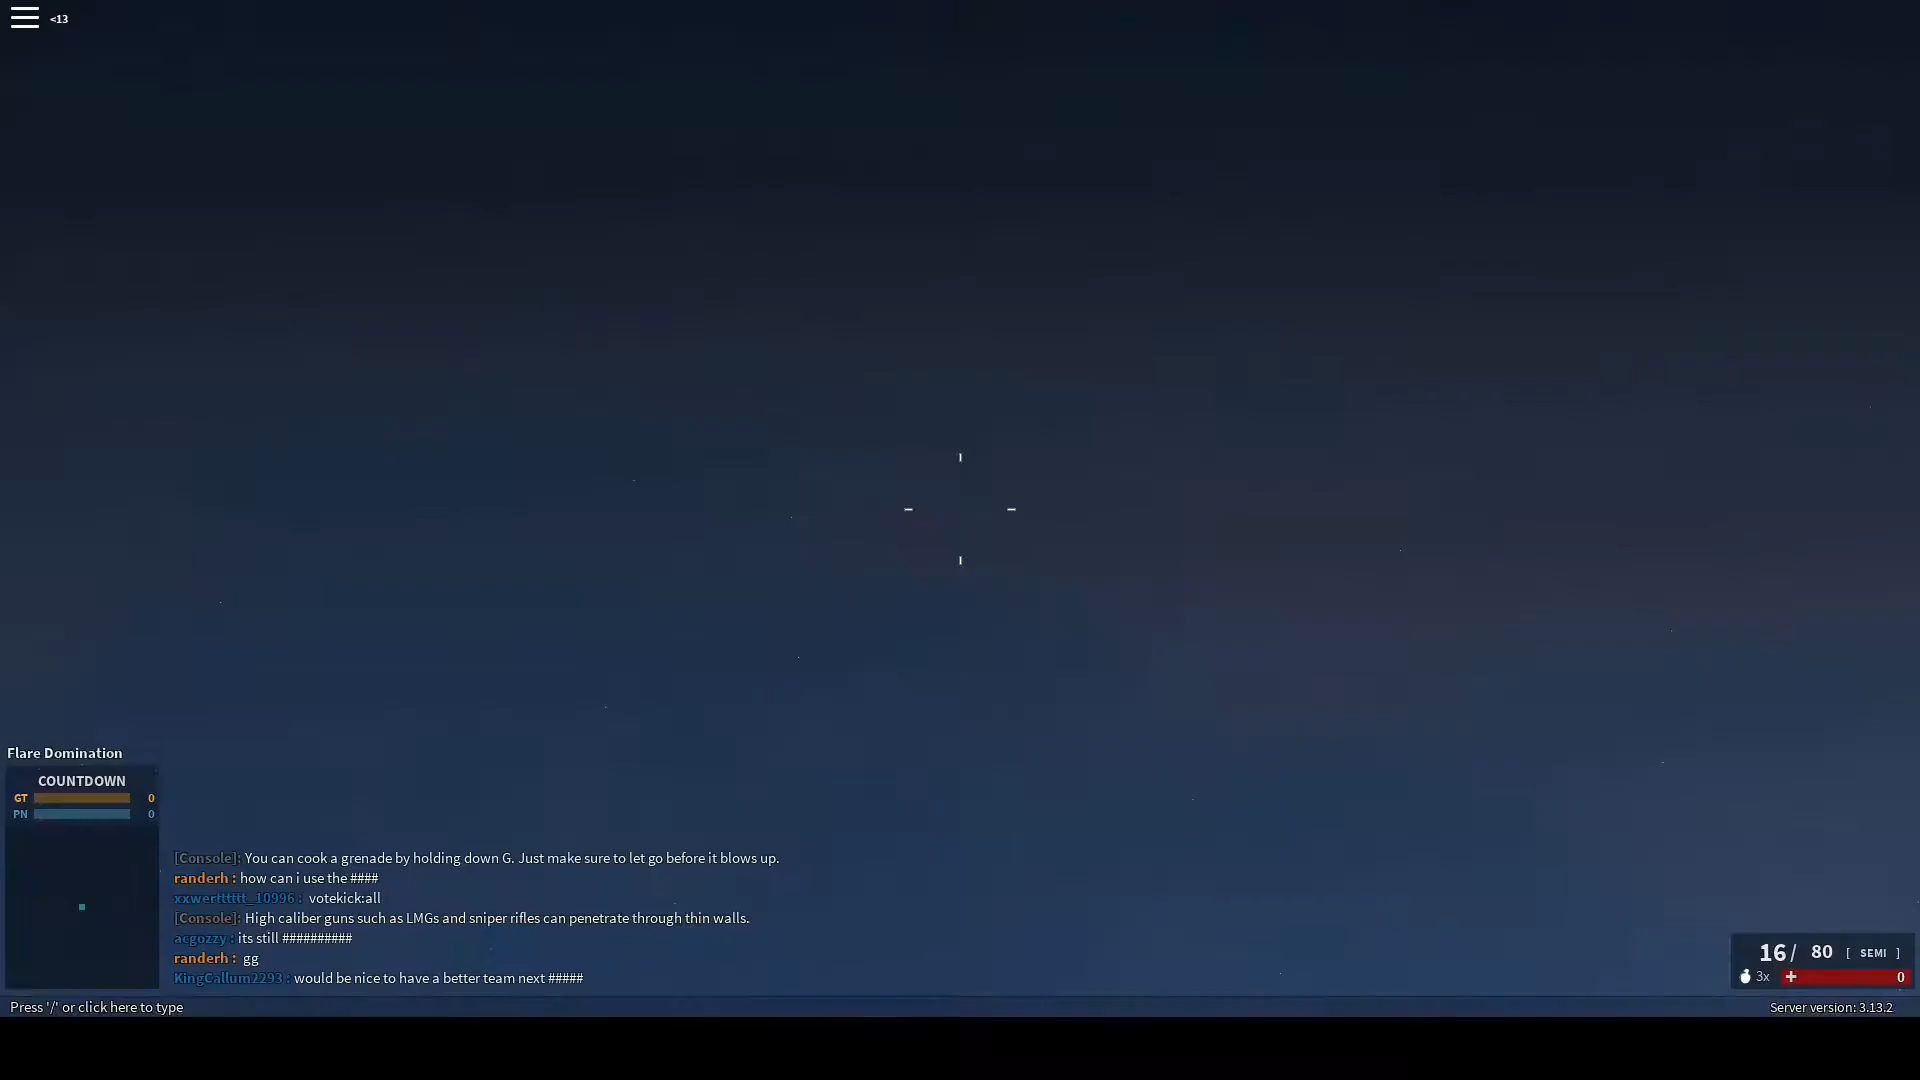 <13
Flare Domination
COUNTDOWN
GT 0
PN 0
[Console]: You can cook a grenade by holding down G. Just make sure to let go before it blows up.
randerh : how can i use the ####
xxwertttttt_10996 : votekick:all
[Console]: High caliber guns such as LMGs and sniper rifles can penetrate through thin walls.
acgozzy : its still ##########
randerh : gg
KingCallum2293 : would be nice to have a better team next #####
16/ 80 [ SEMI ]
3x 0
Press '/' or click here to type
Server version: 3.13.2